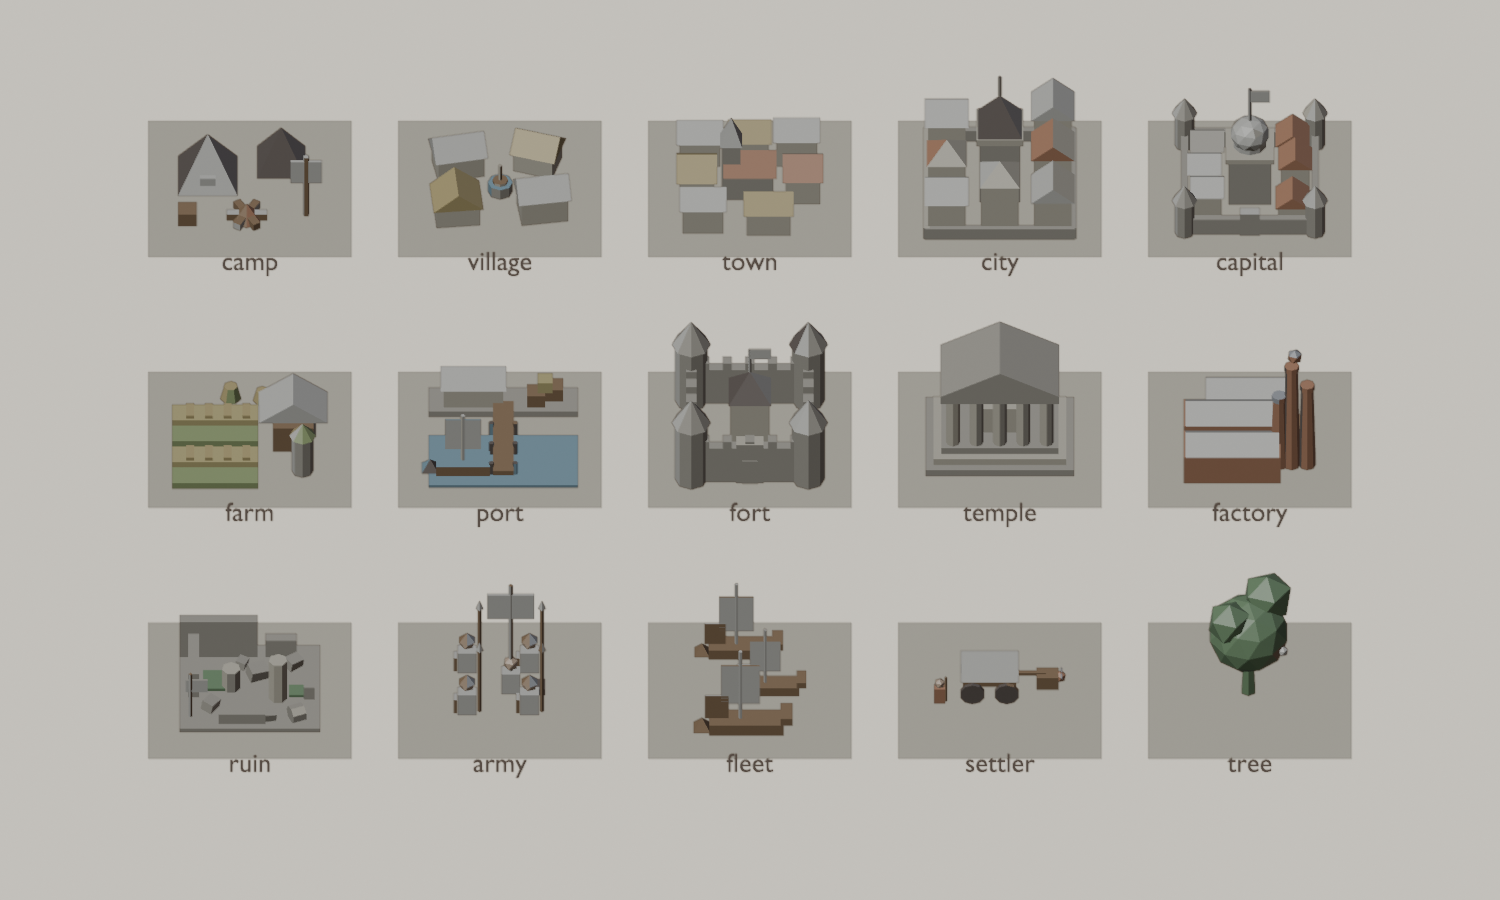 camp
village
town
city
capital
farm
port
fort
temple
factory
ruin
army
fleet
settler
tree